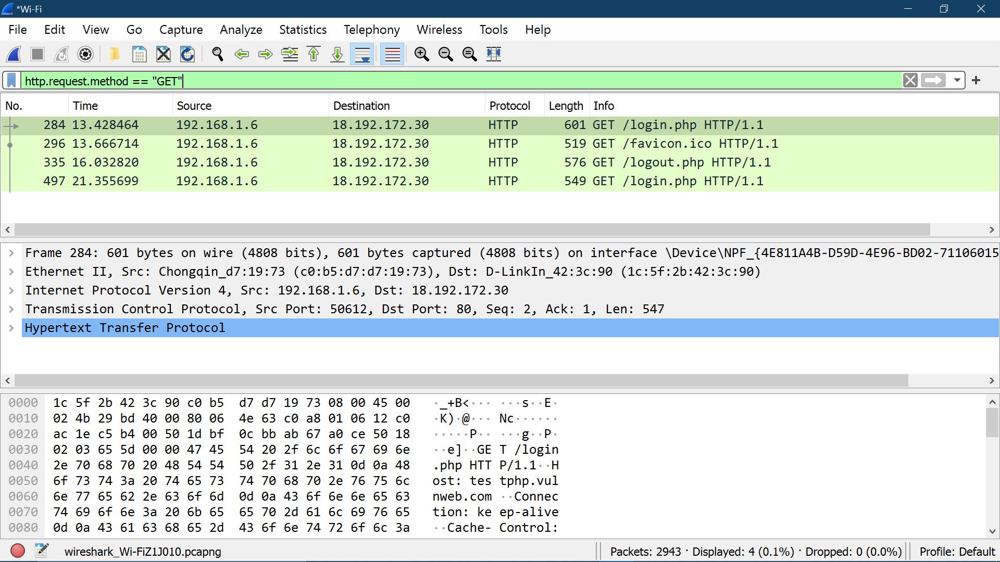 *Wi-Fi
File Edit View Go Capture Analyze Statistics Telephony Wireless Tools Help
http.request.method == "GET"
No. Time Source Destination Protocol Length Info
284 13.428464 192.168.1.6 18.192.172.30 HTTP 601 GET /login.php HTTP/1.1
296 13.666714 192.168.1.6 18.192.172.30 HTTP 519 GET /favicon.ico HTTP/1.1
335 16.032820 192.168.1.6 18.192.172.30 HTTP 576 GET /logout.php HTTP/1.1
497 21.355699 192.168.1.6 18.192.172.30 HTTP 549 GET /login.php HTTP/1.1
Frame 284: 601 bytes on wire (4808 bits), 601 bytes captured (4808 bits) on interface \Device\NPF_{4E811A4B-D59D-4E96-BD02-71106015
Ethernet II, Src: Chongqin_d7:19:73 (c0:b5:d7:d7:19:73), Dst: D-LinkIn_42:3c:90 (1c:5f:2b:42:3c:90)
Internet Protocol Version 4, Src: 192.168.1.6, Dst: 18.192.172.30
Transmission Control Protocol, Src Port: 50612, Dst Port: 80, Seq: 2, Ack: 1, Len: 547
Hypertext Transfer Protocol
0000 1c 5f 2b 42 3c 90 c0 b5 d7 d7 19 73 08 00 45 00 ·_+B<··· ···s··E·
0010 02 4b 29 bd 40 00 80 06 4e 63 c0 a8 01 06 12 c0 ·K)·@··· Nc······
0020 ac 1e c5 b4 00 50 1d bf 0c bb ab 67 a0 ce 50 18 ·····P·· ···g··P·
0030 02 03 65 5d 00 00 47 45 54 20 2f 6c 6f 67 69 6e ··e]··GE T /login
0040 2e 70 68 70 20 48 54 54 50 2f 31 2e 31 0d 0a 48 .php HTT P/1.1··H
0050 6f 73 74 3a 20 74 65 73 74 70 68 70 2e 76 75 6c ost: tes tphp.vul
0060 6e 77 65 62 2e 63 6f 6d 0d 0a 43 6f 6e 6e 65 63 nweb.com ··Connec
0070 74 69 6f 6e 3a 20 6b 65 65 70 2d 61 6c 69 76 65 tion: ke ep-alive
0080 0d 0a 43 61 63 68 65 2d 43 6f 6e 74 72 6f 6c 3a ··Cache- Control:
wireshark_Wi-FiZ1J010.pcapng Packets: 2943 · Displayed: 4 (0.1%) · Dropped: 0 (0.0%) Profile: Default